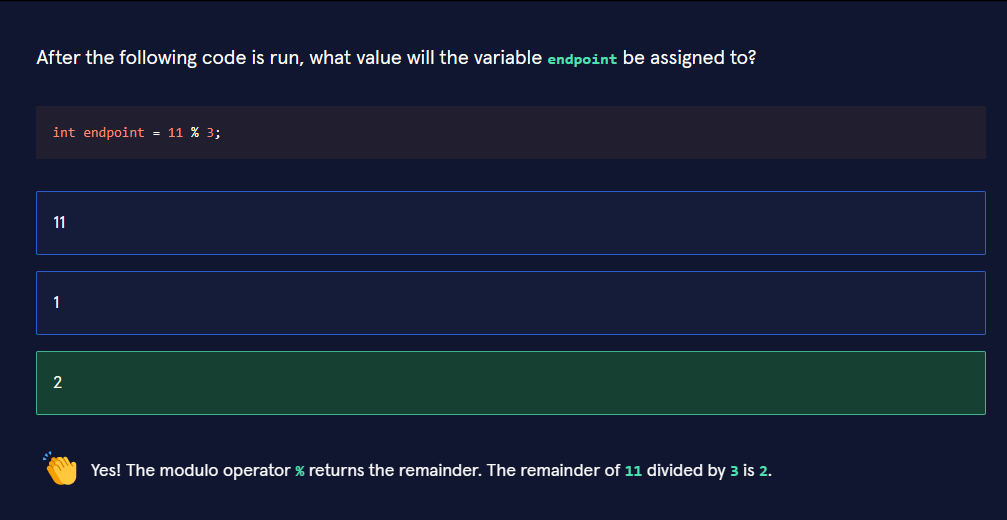 After the following code is run, what value will the variable endpoint be assigned to?
int endpoint = 11 % 3;
11
1
2
Yes! The modulo operator % returns the remainder. The remainder of 11 divided by 3 is 2.